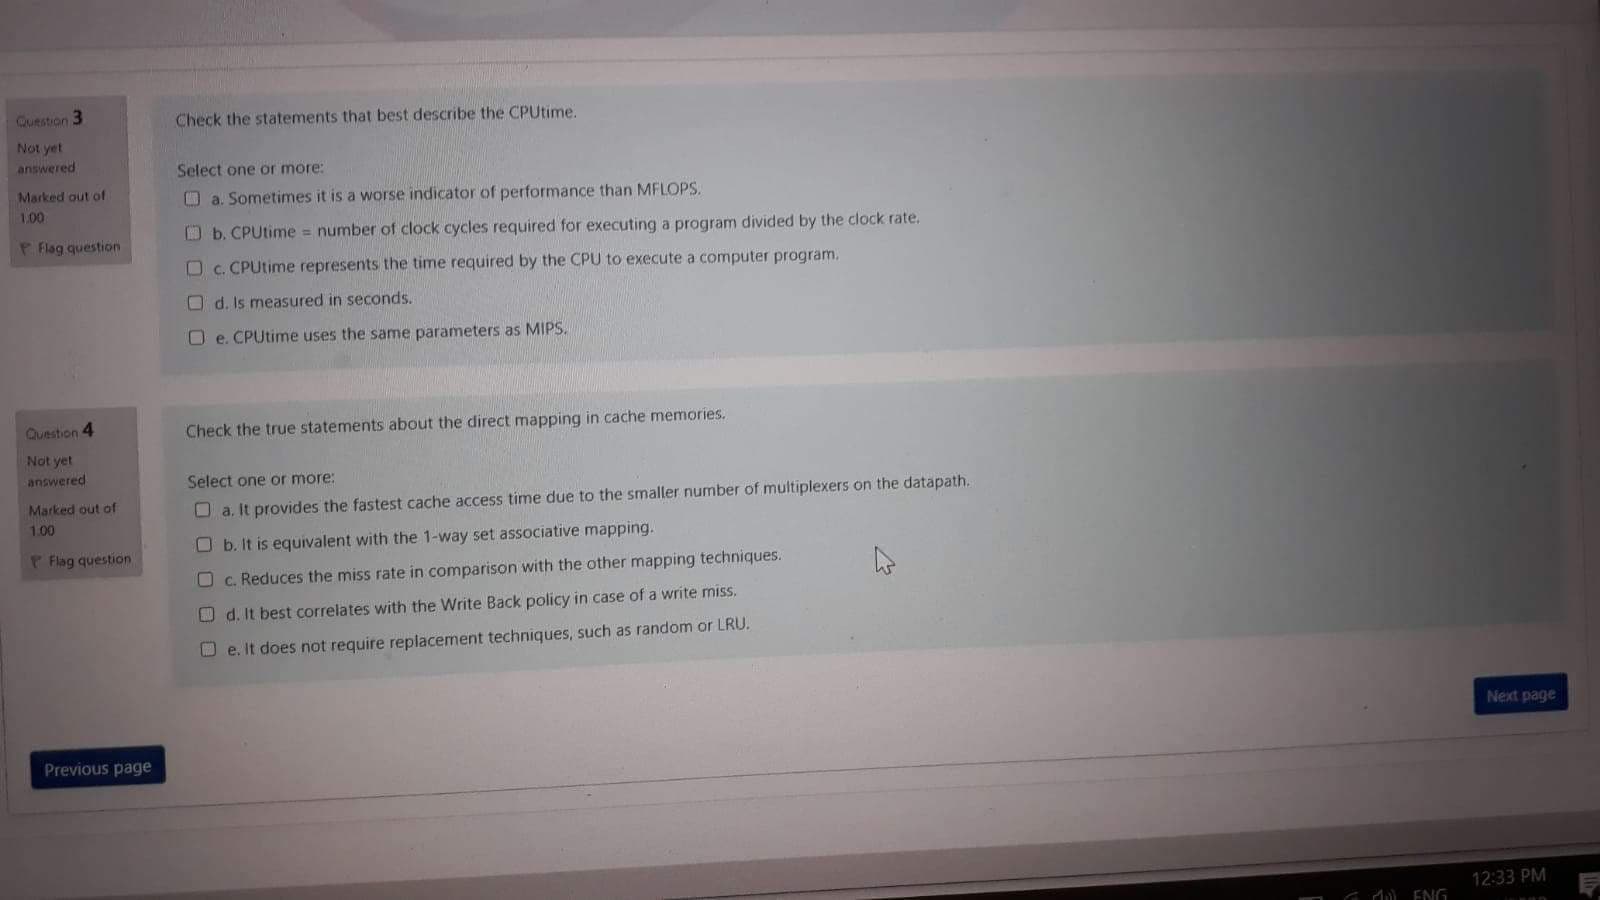 Question 3
Not yet
answered
Marked out of
1.00
Flag question
Check the statements that best describe the CPUtime.
Select one or more:
a. Sometimes it is a worse indicator of performance than MFLOPS.
b. CPUtime = number of clock cycles required for executing a program divided by the clock rate.
c. CPUtime represents the time required by the CPU to execute a computer program.
d. Is measured in seconds.
e. CPUtime uses the same parameters as MIPS.
Question 4
Not yet
answered
Marked out of
1.00
Flag question
Check the true statements about the direct mapping in cache memories.
Select one or more:
a. It provides the fastest cache access time due to the smaller number of multiplexers on the datapath.
b. It is equivalent with the 1-way set associative mapping.
c. Reduces the miss rate in comparison with the other mapping techniques.
d. It best correlates with the Write Back policy in case of a write miss.
e. It does not require replacement techniques, such as random or LRU.
Next page
Previous page
12:33 PM
ENG